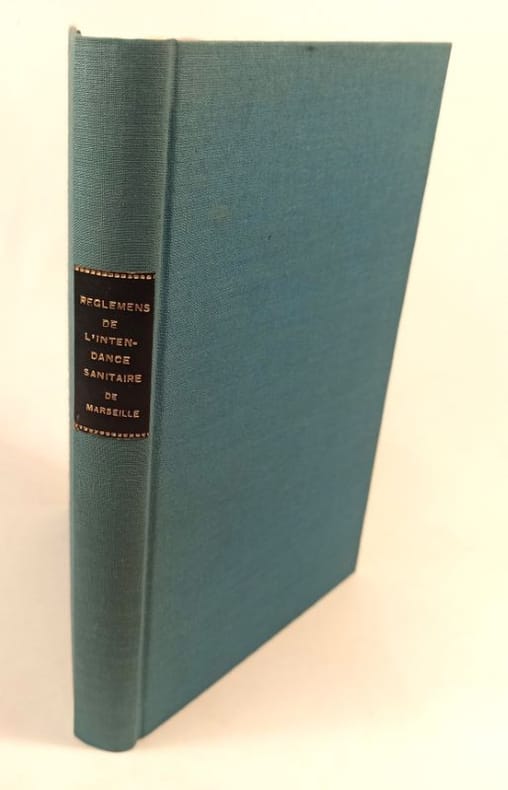 REGLEMENS
DE
L'INTEN-
DANCE
SANITAIRE
DE
MARSEILLE